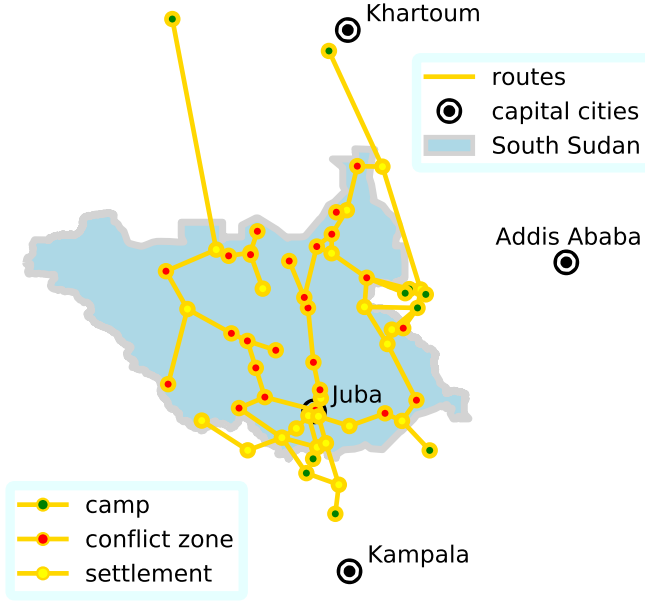 Khartoum
routes
capital cities
South Sudan
Addis Ababa
Juba
camp
conflict zone
settlement
Kampala